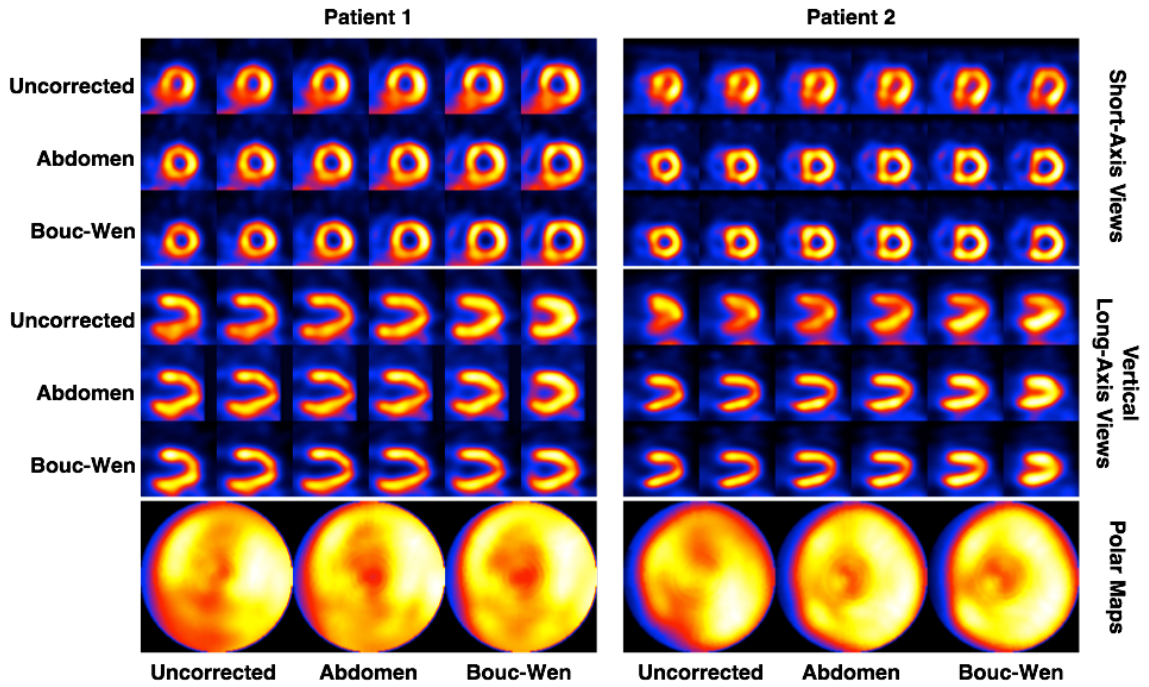 Patient 1
Patient 2
Uncorrected
Abdomen
Bouc-Wen
Short-Axis Views
Uncorrected
Abdomen
Bouc-Wen
Vertical
Long-Axis Views
Polar Maps
Uncorrected
Abdomen
Bouc-Wen
Uncorrected
Abdomen
Bouc-Wen